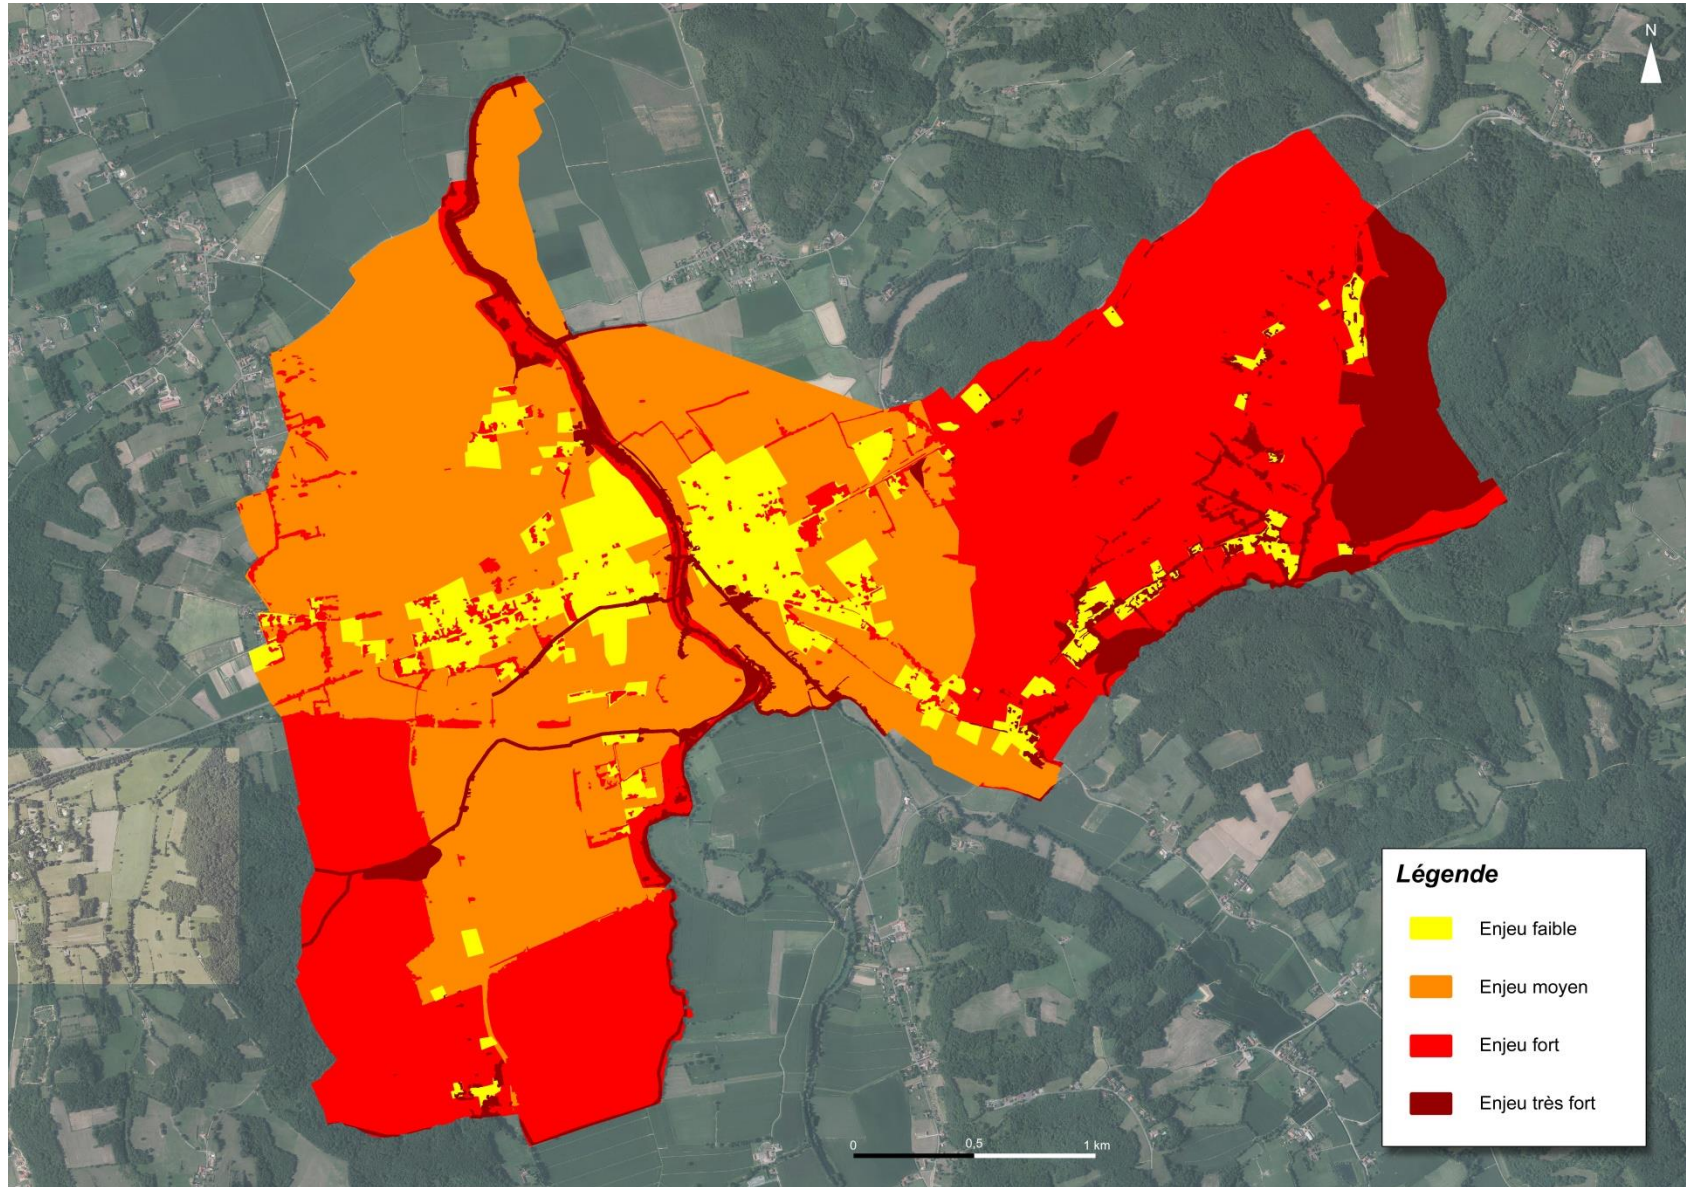 N
Légende
Enjeu faible
Enjeu moyen
Enjeu fort
Enjeu très fort
0 0,5 1 km